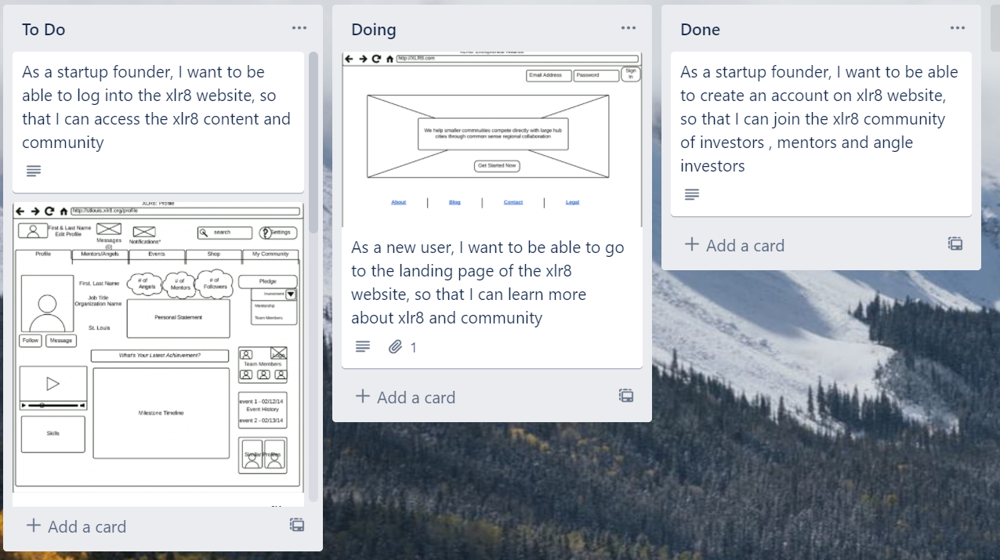 To Do
As a startup founder, I want to be
able to log into the xlr8 website, so
that I can access the xlr8 content and
community
XLR8: Profile
http://stlouis.xlr8.org/profile
First & Last Name
Edit Profile
Messages
(0)
Notifications*
search
Settings
Profile
Mentors/Angels
Events
Shop
My Community
First, Last Name
Job Title
Organization Name
St. Louis
# of
Angels
# of
Mentors
# of
Followers
Pledge
Investment
Mentorship
Team Members
Personal Statement
Follow
Message
What's Your Latest Achievement?
Logo
Team Members
Milestone Timeline
event 1 - 02/12/14
Event History
event 2 - 02/13/14
Skills
Similar Profiles
+ Add a card
Doing
http://XLR8.com
Email Address
Password
Sign
In
We help smaller commnuities compete directly with large hub
cities through common sense regional collaboration
Get Started Now
About
Blog
Contact
Legal
As a new user, I want to be able to go
to the landing page of the xlr8
website, so that I can learn more
about xlr8 and community
1
+ Add a card
Done
As a startup founder, I want to be able
to create an account on xlr8 website,
so that I can join the xlr8 community
of investors , mentors and angle
investors
+ Add a card